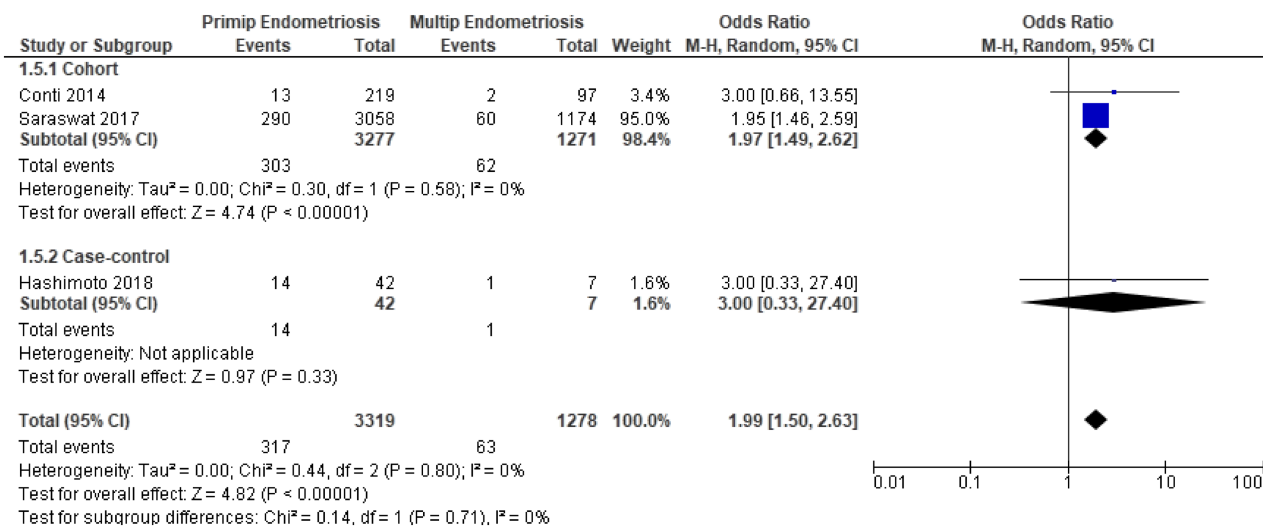 Primip Endometriosis Multip Endometriosis Odds Ratio Odds Ratio
Study or Subgroup Events Total Events Total Weight M-H, Random, 95% CI M-H, Random, 95% CI
1.5.1 Cohort
Conti 2014 13 219 2 97 3.4% 3.00 [0.66, 13.55]
Saraswat 2017 290 3058 60 1174 95.0% 1.95 [1.46, 2.59]
Subtotal (95% CI) 3277 1271 98.4% 1.97 [1.49, 2.62]
Total events 303 62
Heterogeneity: Tau² = 0.00; Chi² = 0.30, df = 1 (P = 0.58); I² = 0%
Test for overall effect: Z = 4.74 (P < 0.00001)
1.5.2 Case-control
Hashimoto 2018 14 42 1 7 1.6% 3.00 [0.33, 27.40]
Subtotal (95% CI) 42 7 1.6% 3.00 [0.33, 27.40]
Total events 14 1
Heterogeneity: Not applicable
Test for overall effect: Z = 0.97 (P = 0.33)
Total (95% CI) 3319 1278 100.0% 1.99 [1.50, 2.63]
Total events 317 63
Heterogeneity: Tau² = 0.00; Chi² = 0.44, df = 2 (P = 0.80); I² = 0%
Test for overall effect: Z = 4.82 (P < 0.00001)
Test for subgroup differences: Chi² = 0.14, df = 1 (P = 0.71), I² = 0%
0.01 0.1 1 10 100